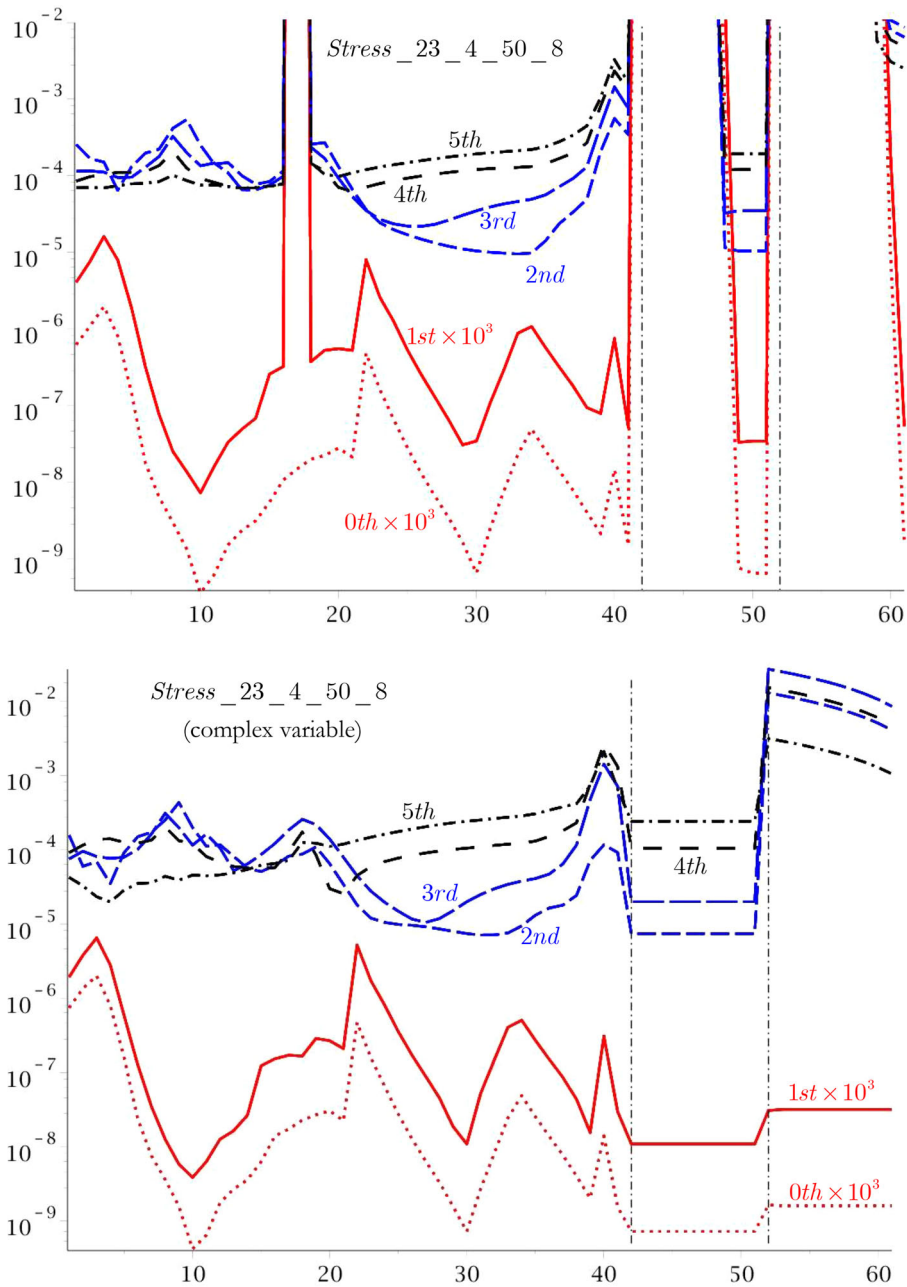 10^-2
Stress_23_4_50_8
10^-3
5th
10^-4
4th
3rd
10^-5
2nd
10^-6
1st×10^3
10^-7
10^-8
0th×10^3
10^-9
10 20 30 40 50 60
Stress_23_4_50_8
10^-2
(complex variable)
10^-3
5th
10^-4
4th
3rd
10^-5
2nd
10^-6
10^-7
1st×10^3
10^-8
0th×10^3
10^-9
10 20 30 40 50 60